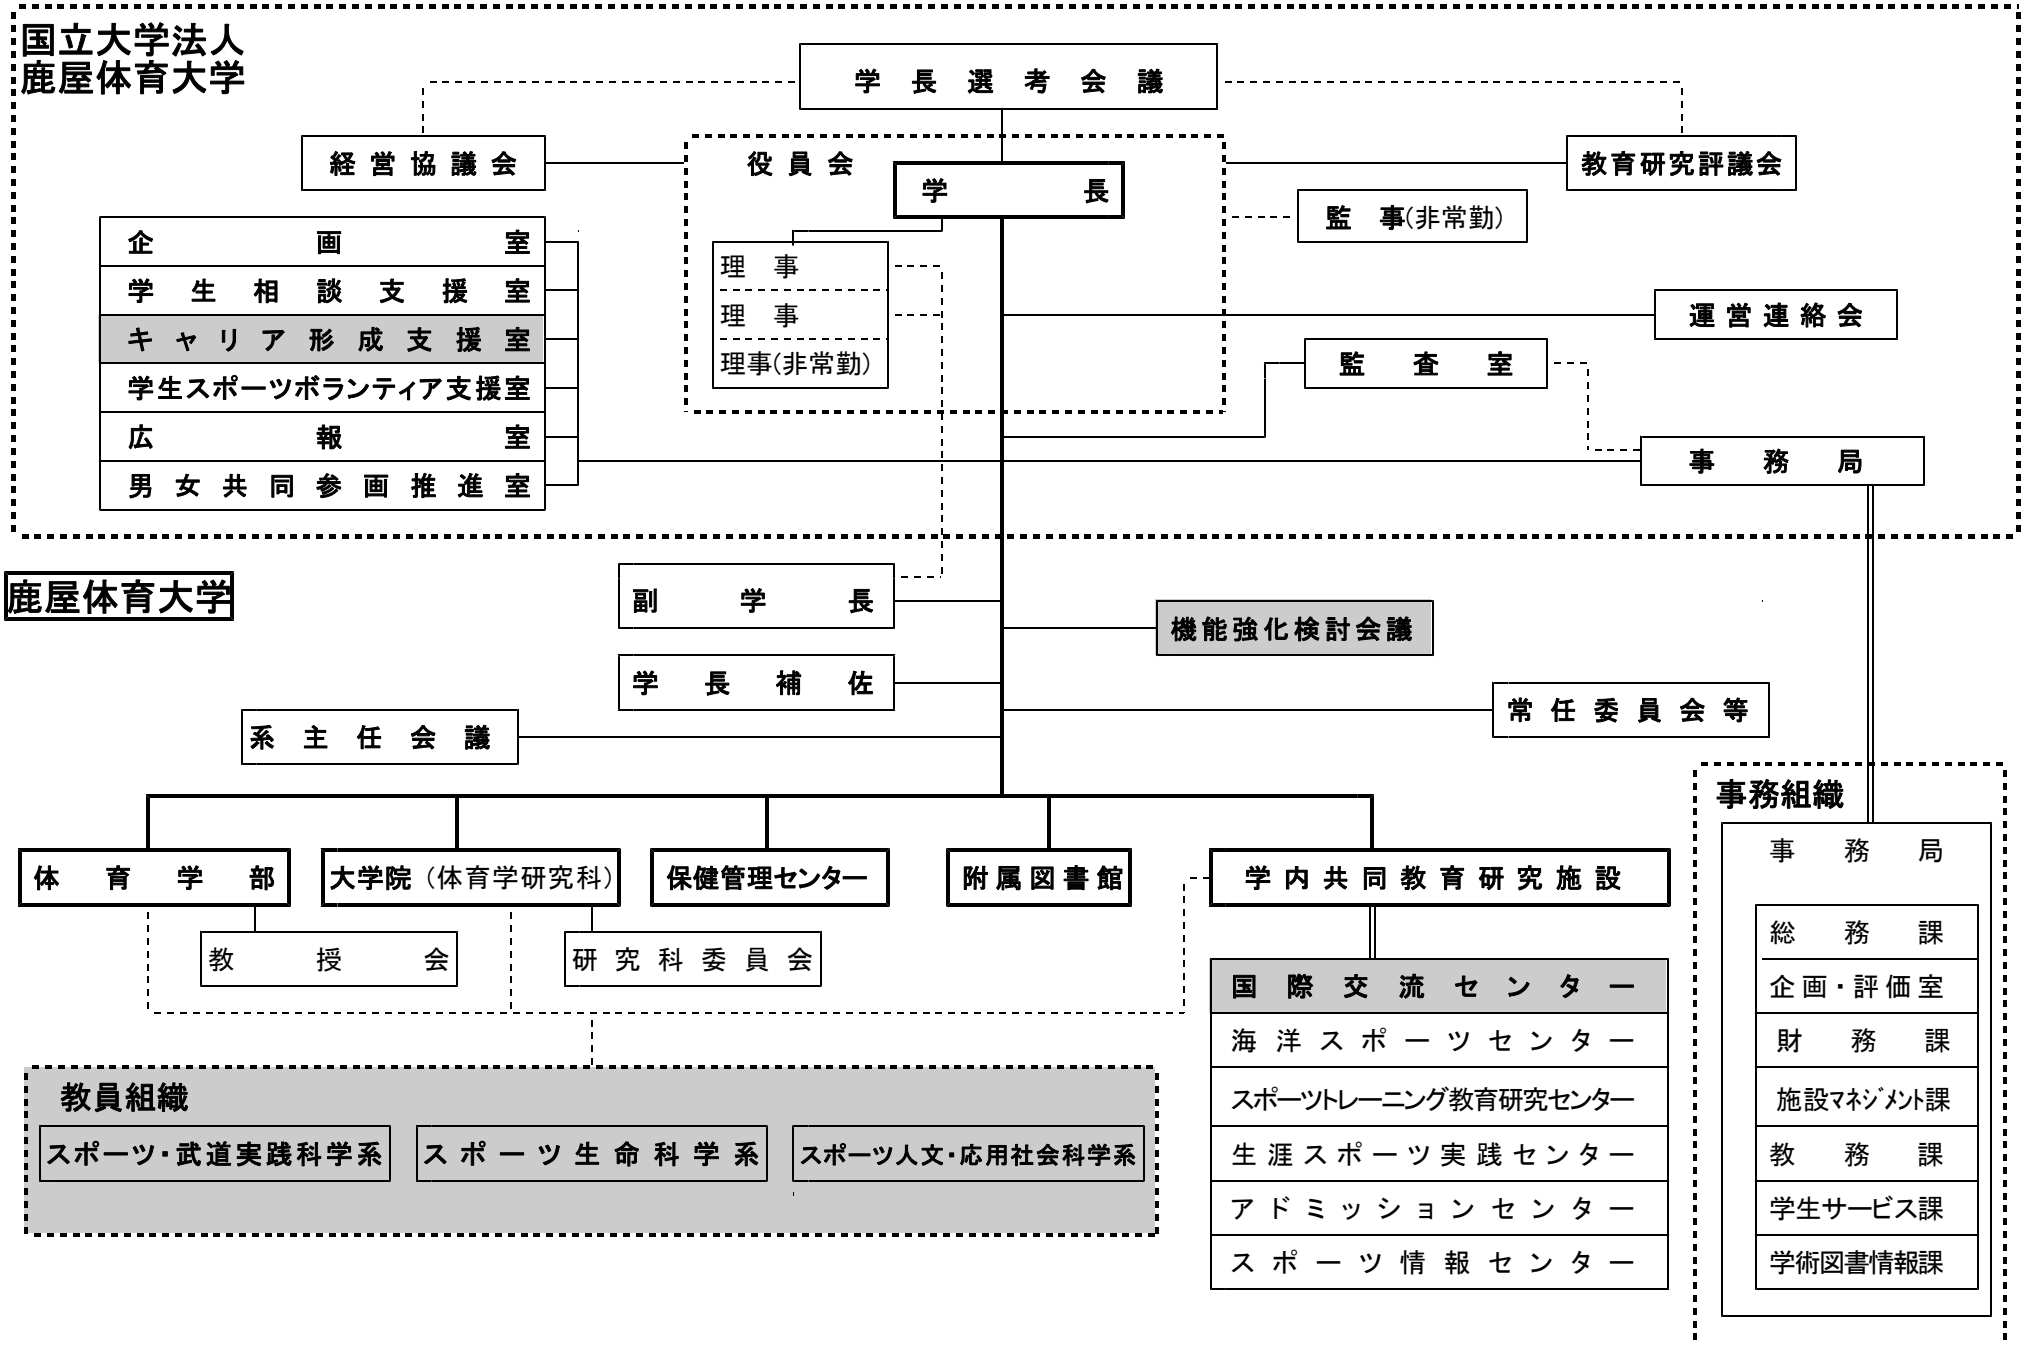 国立大学法人
鹿屋体育大学
学長選考会議
経営協議会
役員会
学長
教育研究評議会
監事(非常勤)
企画室
学生相談支援室
キャリア形成支援室
学生スポーツボランティア支援室
広報室
男女共同参画推進室
理事
理事
理事(非常勤)
運営連絡会
監査室
事務局
鹿屋体育大学
副学長
機能強化検討会議
学長補佐
常任委員会等
系主任会議
体育学部
大学院(体育学研究科)
保健管理センター
附属図書館
学内共同教育研究施設
教授会
研究科委員会
国際交流センター
海洋スポーツセンター
スポーツトレーニング教育研究センター
生涯スポーツ実践センター
アドミッションセンター
スポーツ情報センター
教員組織
スポーツ・武道実践科学系
スポーツ生命科学系
スポーツ人文・応用社会科学系
事務組織
事務局
総務課
企画・評価室
財務課
施設マネジメント課
教務課
学生サービス課
学術図書情報課